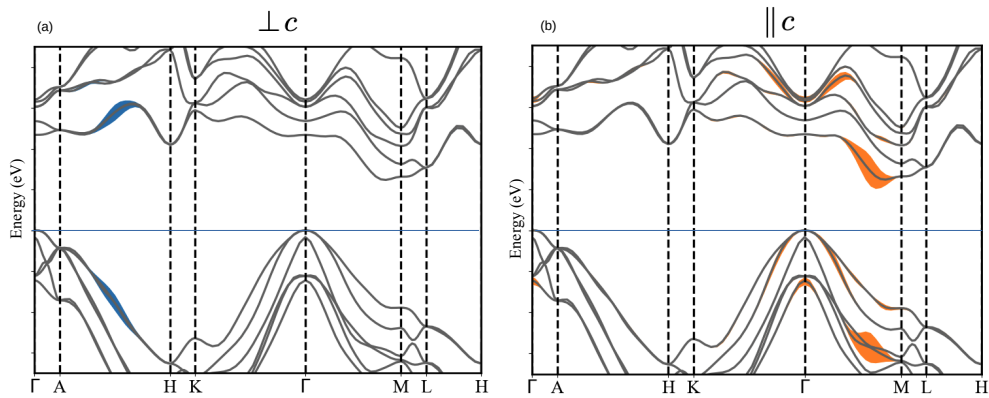 (a)
⊥ c
(b)
∥ c
Energy (eV)
Γ A H K Γ M L H
Energy (eV)
Γ A H K Γ M L H